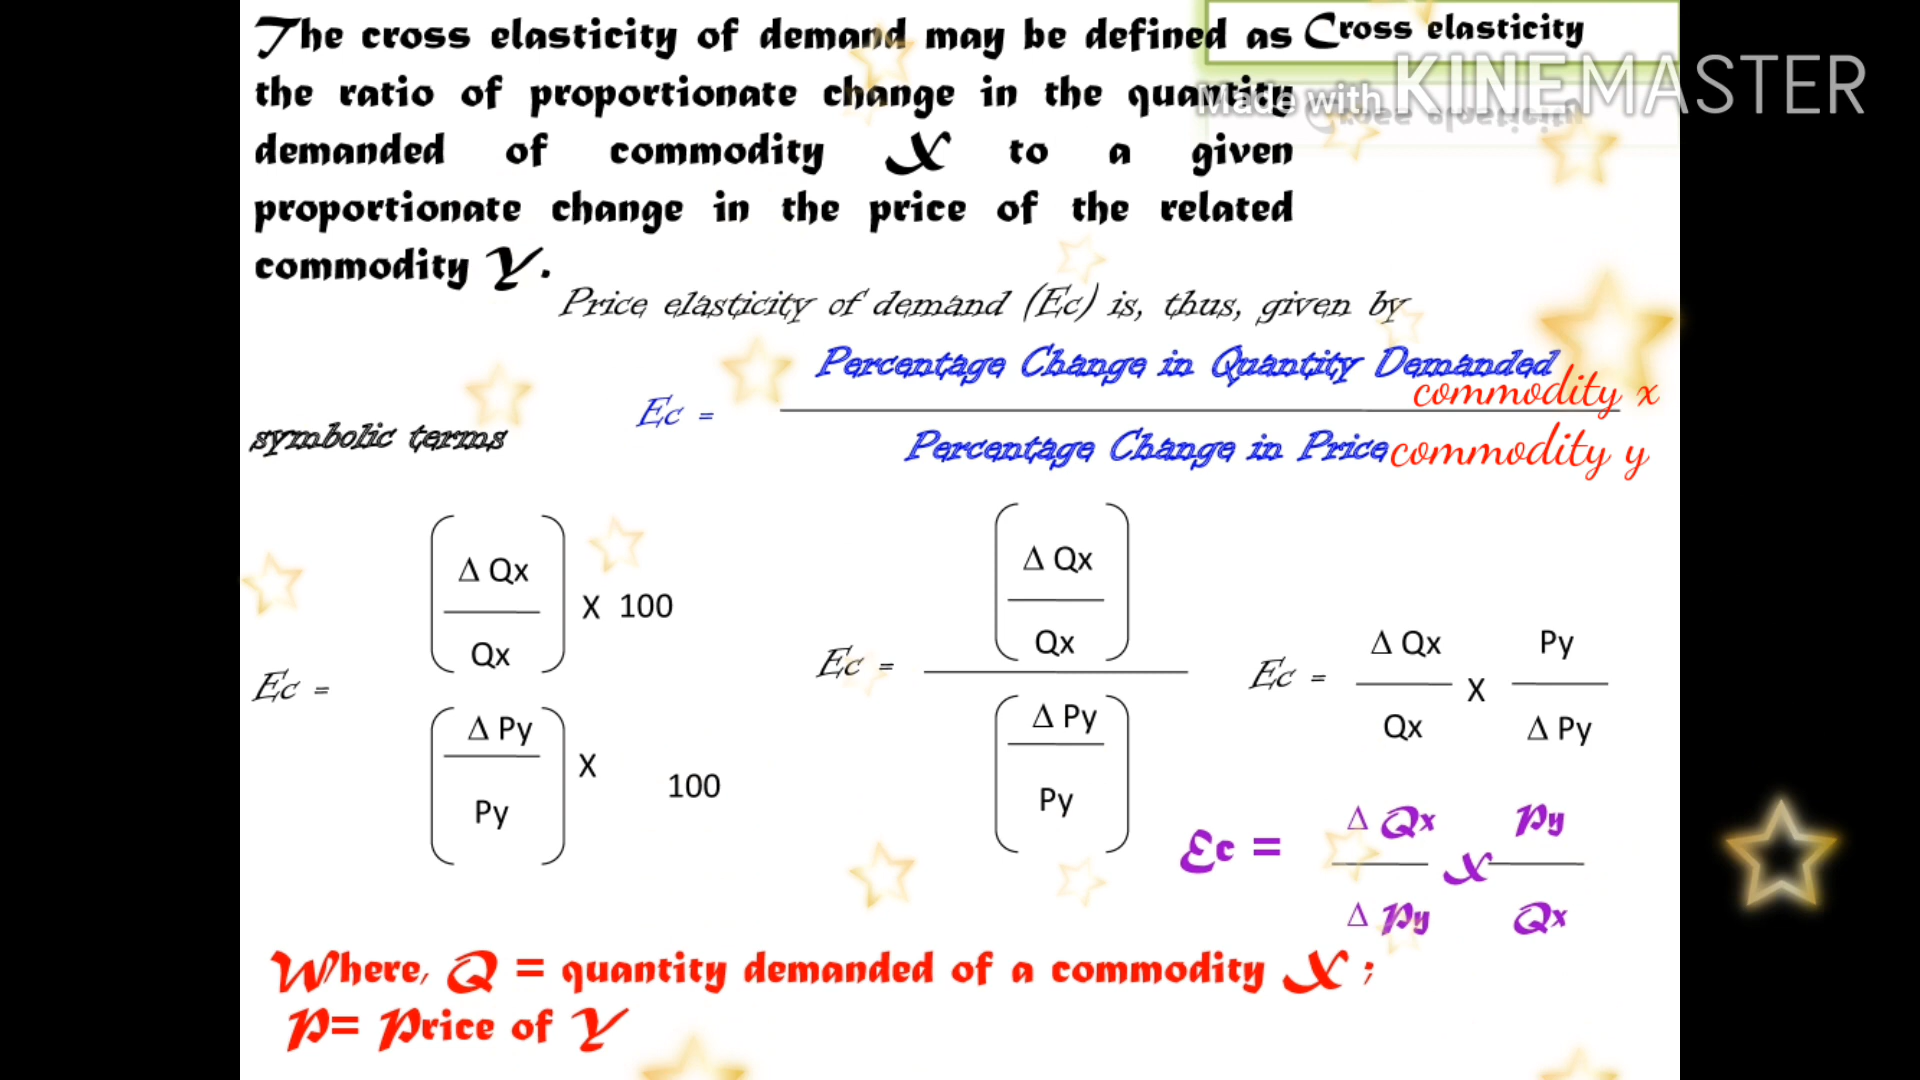 The cross elasticity of demand may be defined as
the ratio of proportionate change in the quantity
demanded of commodity X to a given
proportionate change in the price of the related
commodity Y.
Cross elasticity
Made with KINEMASTER
Cross elasticity
Price elasticity of demand (Ec) is, thus, given by
Percentage Change in Quantity Demanded
commodity x
Ec =
Percentage Change in Price commodity y
symbolic terms
Δ Qx
X 100
Qx
Ec =
Δ Py
X
100
Py
Δ Qx
Qx
Ec =
Δ Py
Py
Δ Qx Py
Ec = X
Qx Δ Py
Δ Qx Py
Ec = X
Δ Py Qx
Where, Q = quantity demanded of a commodity X ;
P= Price of Y